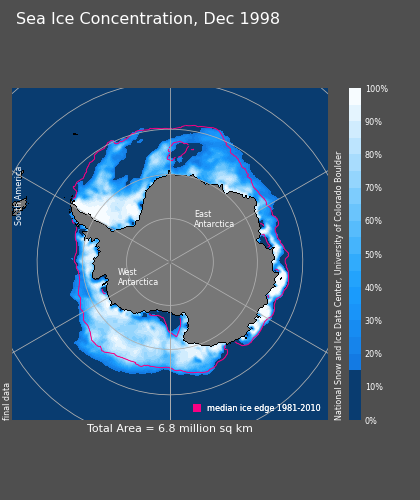 Sea Ice Concentration, Dec 1998
South America
East
Antarctica
West
Antarctica
median ice edge 1981-2010
final data
Total Area = 6.8 million sq km
National Snow and Ice Data Center, University of Colorado Boulder
100%
90%
80%
70%
60%
50%
40%
30%
20%
10%
0%